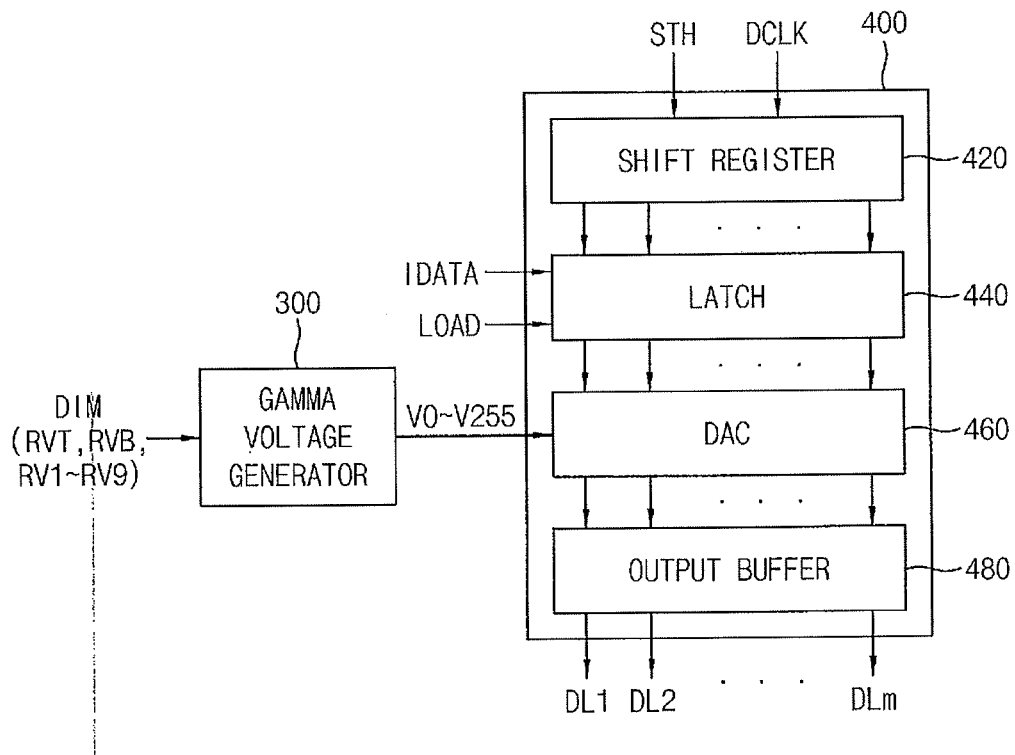 STH DCLK 400
SHIFT REGISTER 420
. . .
IDATA
LATCH 440
LOAD
300
. . .
DIM
(RVT, RVB,
RV1~RV9)
GAMMA
VOLTAGE
GENERATOR
V0~V255
DAC 460
. . .
OUTPUT BUFFER 480
DL1 DL2 . . . DLm